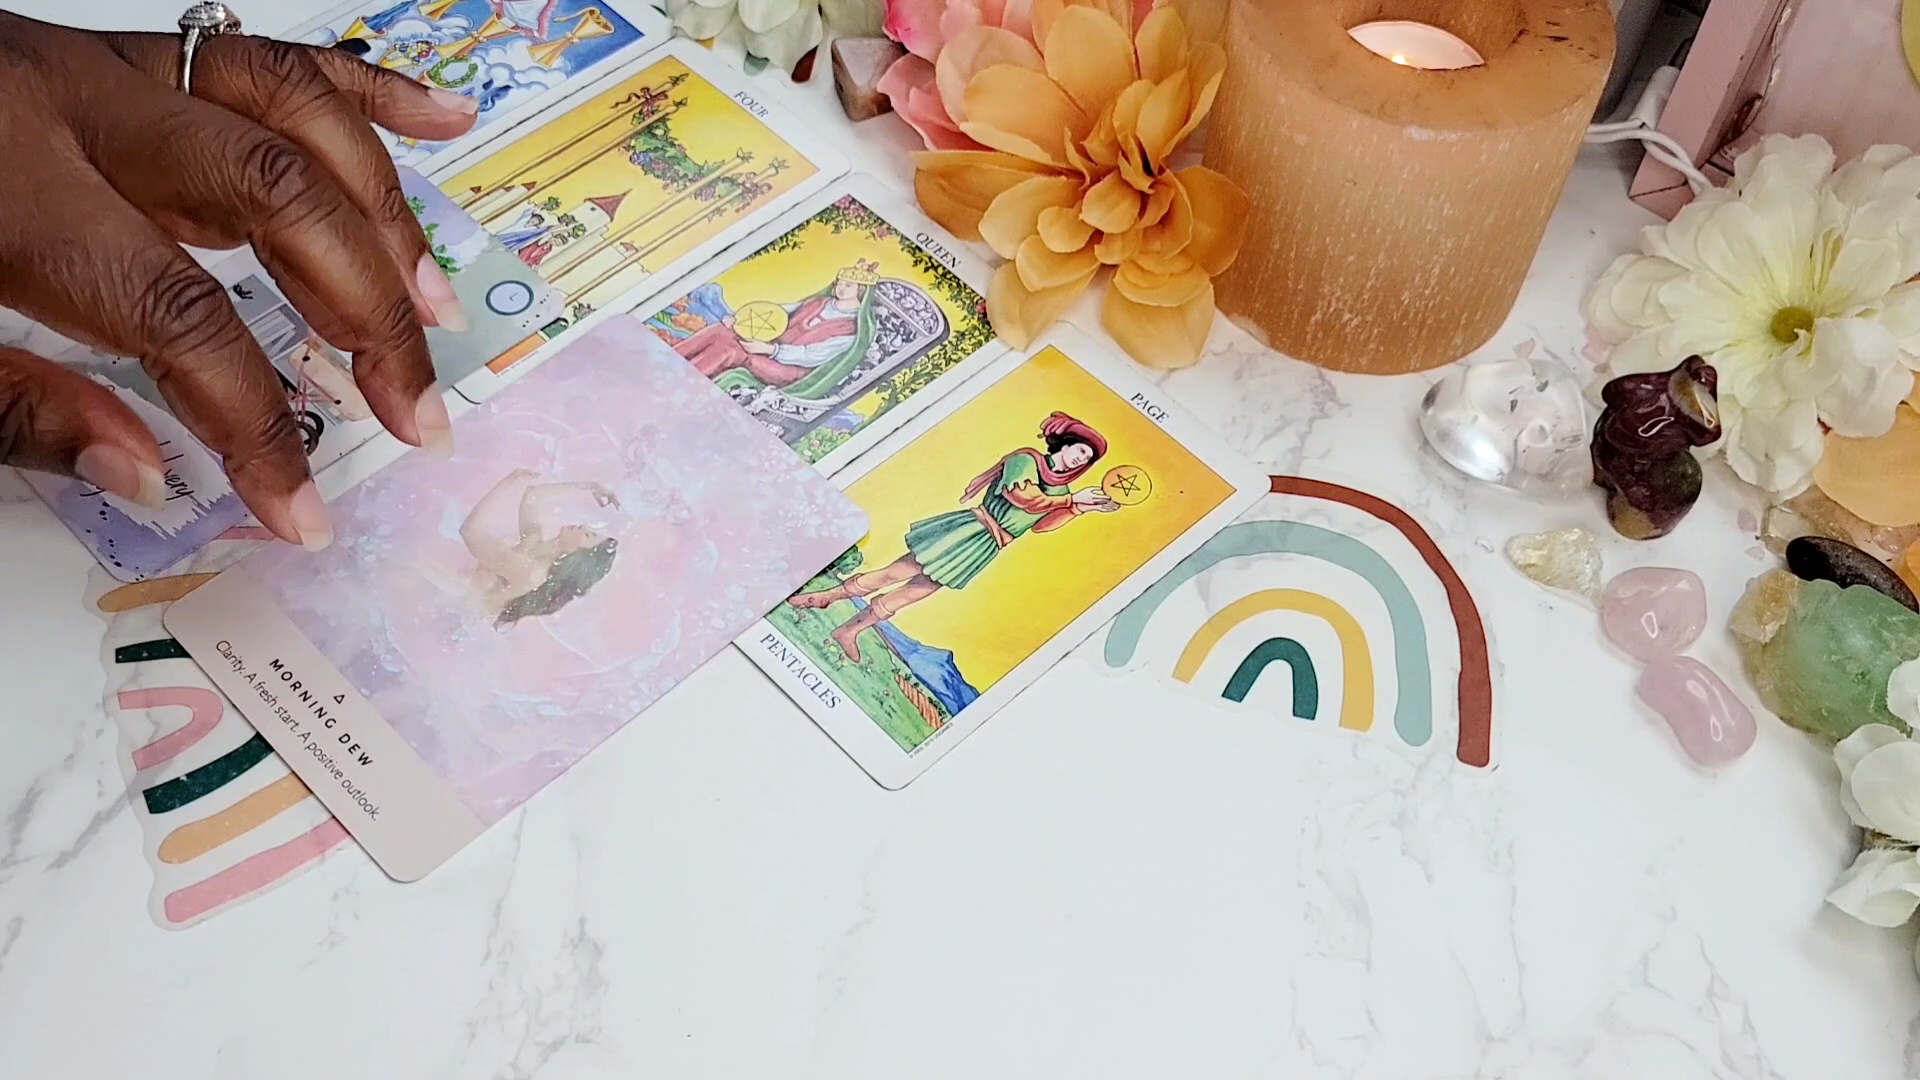 FOUR
QUEEN
PAGE
PENTACLES
MORNING DEW
Clarity. A fresh start. A positive outlook.